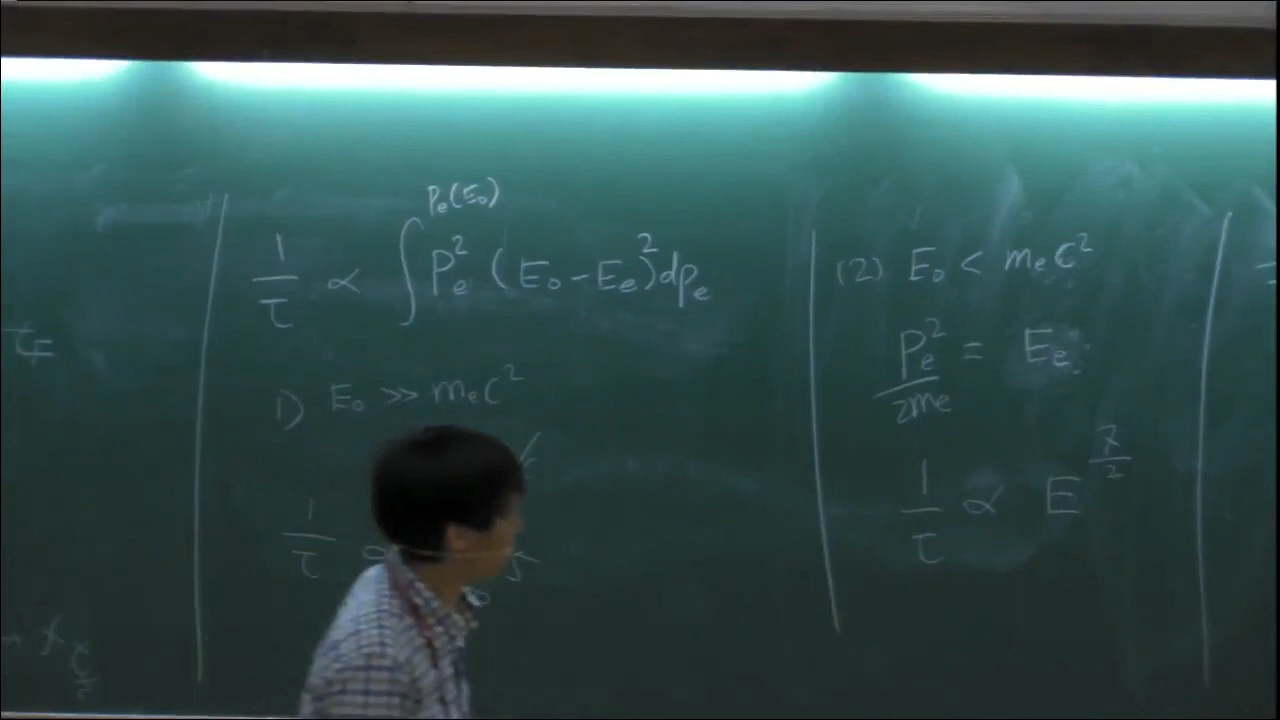 1/τ ∝ ∫^{Pe(E₀)} Pe² (E₀ - Ee)² dpe
1) E₀ ≫ mec²
1/τ
5
(2) E₀ < mec²
Pe²/2me = Ee
1/τ ∝ E^{7/2}